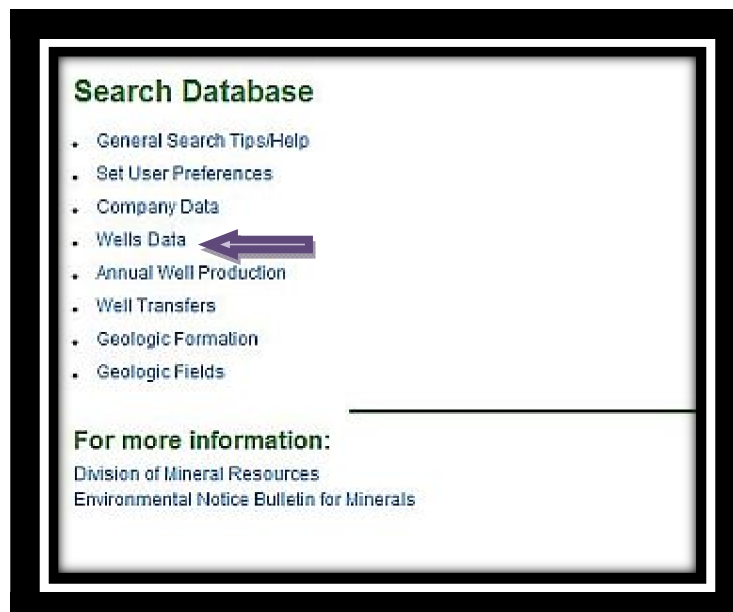 Search Database
• General Search Tips/Help
• Set User Preferences
• Company Data
• Wells Data
• Annual Well Production
• Well Transfers
• Geologic Formation
• Geologic Fields
For more information:
Division of Mineral Resources
Environmental Notice Bulletin for Minerals